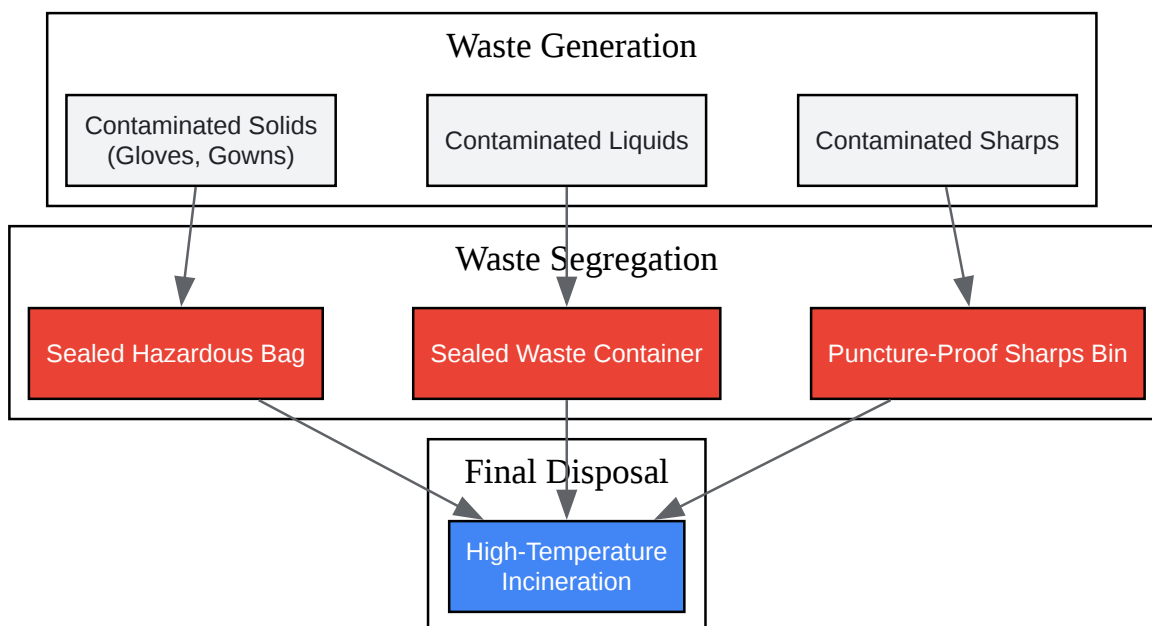 Waste Generation
Contaminated Solids
(Gloves, Gowns)
Contaminated Liquids
Contaminated Sharps
Waste Segregation
Sealed Hazardous Bag
Sealed Waste Container
Puncture-Proof Sharps Bin
Final Disposal
High-Temperature
Incineration